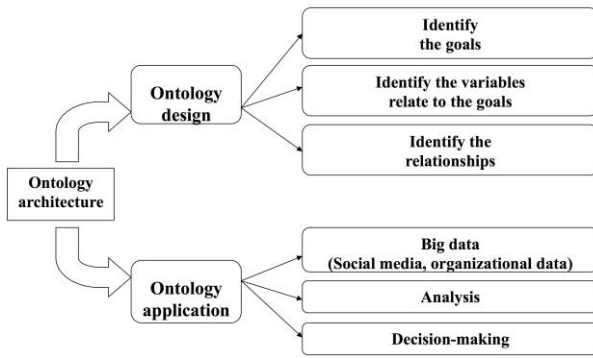 Identify
the goals
Ontology
design
Identify the variables
relate to the goals
Identify the
relationships
Ontology
architecture
Big data
(Social media, organizational data)
Ontology
application
Analysis
Decision-making